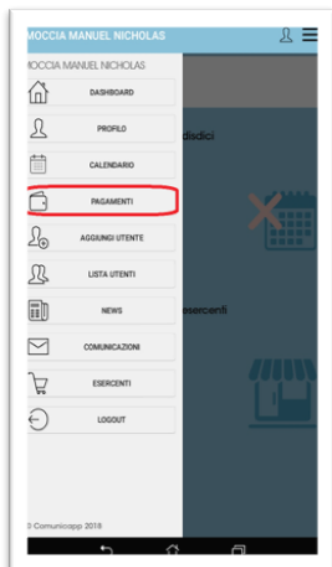 MOCCIA MANUEL NICHOLAS
MOCCIA MANUEL NICHOLAS
DASHBOARD
PROFILO
disdici
CALENDARIO
PAGAMENTI
AGGIUNGI UTENTE
LISTA UTENTI
NEWS
esercenti
COMUNICAZIONI
ESERCENTI
LOGOUT
© Comunicapp 2018